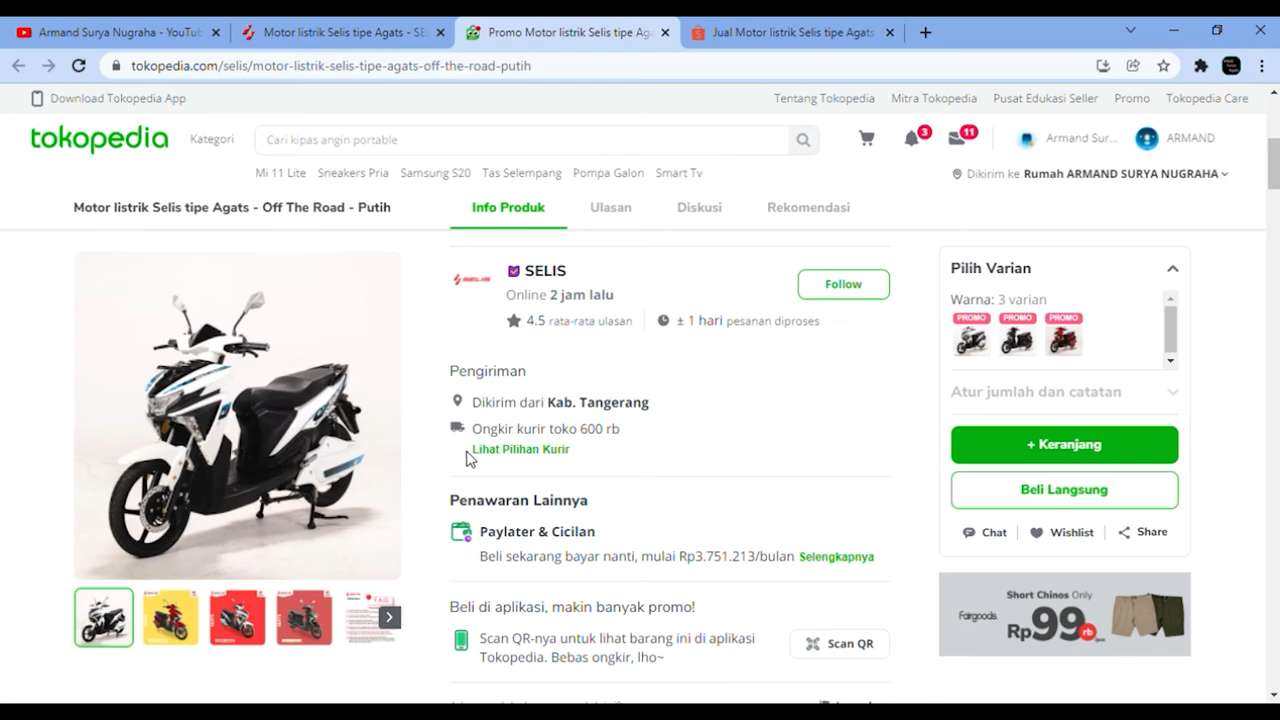 Armand Surya Nugraha - YouTub
Motor listrik Selis tipe Agats - SE
Promo Motor listrik Selis tipe Aga
Jual Motor listrik Selis tipe Agats
tokopedia.com/selis/motor-listrik-selis-tipe-agats-off-the-road-putih
Download Tokopedia App
Tentang Tokopedia
Mitra Tokopedia
Pusat Edukasi Seller
Promo
Tokopedia Care
tokopedia
Kategori
Cari kipas angin portable
3
11
Armand Sur...
ARMAND
Mi 11 Lite
Sneakers Pria
Samsung S20
Tas Selempang
Pompa Galon
Smart Tv
Dikirim ke Rumah ARMAND SURYA NUGRAHA
Motor listrik Selis tipe Agats - Off The Road - Putih
Info Produk
Ulasan
Diskusi
Rekomendasi
SELIS
SELIS
Online 2 jam lalu
4.5 rata-rata ulasan
± 1 hari pesanan diproses
Follow
Pengiriman
Dikirim dari Kab. Tangerang
Ongkir kurir toko 600 rb
Lihat Pilihan Kurir
Penawaran Lainnya
Paylater & Cicilan
Beli sekarang bayar nanti, mulai Rp3.751.213/bulan Selengkapnya
Beli di aplikasi, makin banyak promo!
Scan QR-nya untuk lihat barang ini di aplikasi
Tokopedia. Bebas ongkir, lho~
Scan QR
Pilih Varian
Warna: 3 varian
PROMO
PROMO
PROMO
Atur jumlah dan catatan
+ Keranjang
Beli Langsung
Chat
Wishlist
Share
Short Chinos Only
Fargoods.
Rp99rb